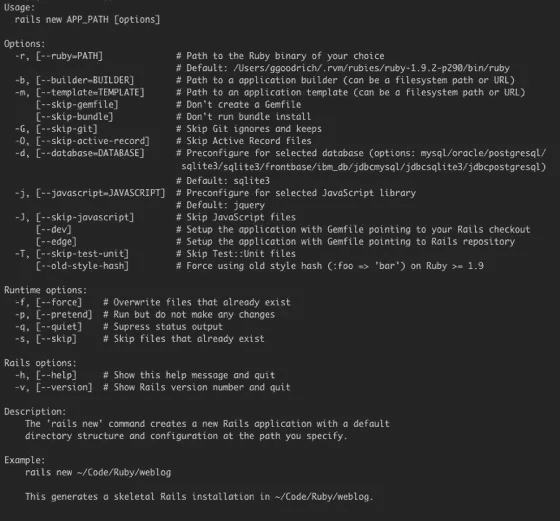 Usage:
rails new APP_PATH [options]
Options:
-r, [--ruby=PATH] # Path to the Ruby binary of your choice
# Default: /Users/ggoodrich/.rvm/rubies/ruby-1.9.2-p290/bin/ruby
-b, [--builder=BUILDER] # Path to a application builder (can be a filesystem path or URL)
-m, [--template=TEMPLATE] # Path to an application template (can be a filesystem path or URL)
[--skip-gemfile] # Don't create a Gemfile
[--skip-bundle] # Don't run bundle install
-G, [--skip-git] # Skip Git ignores and keeps
-O, [--skip-active-record] # Skip Active Record files
-d, [--database=DATABASE] # Preconfigure for selected database (options: mysql/oracle/postgresql/
sqlite3/sqlite3/frontbase/ibm_db/jdbcmysql/jdbcsqlite3/jdbcpostgresql)
# Default: sqlite3
-j, [--javascript=JAVASCRIPT] # Preconfigure for selected JavaScript library
# Default: jquery
-J, [--skip-javascript] # Skip JavaScript files
[--dev] # Setup the application with Gemfile pointing to your Rails checkout
[--edge] # Setup the application with Gemfile pointing to Rails repository
-T, [--skip-test-unit] # Skip Test::Unit files
[--old-style-hash] # Force using old style hash (:foo => 'bar') on Ruby >= 1.9
Runtime options:
-f, [--force] # Overwrite files that already exist
-p, [--pretend] # Run but do not make any changes
-q, [--quiet] # Supress status output
-s, [--skip] # Skip files that already exist
Rails options:
-h, [--help] # Show this help message and quit
-v, [--version] # Show Rails version number and quit
Description:
The 'rails new' command creates a new Rails application with a default
directory structure and configuration at the path you specify.
Example:
rails new ~/Code/Ruby/weblog
This generates a skeletal Rails installation in ~/Code/Ruby/weblog.